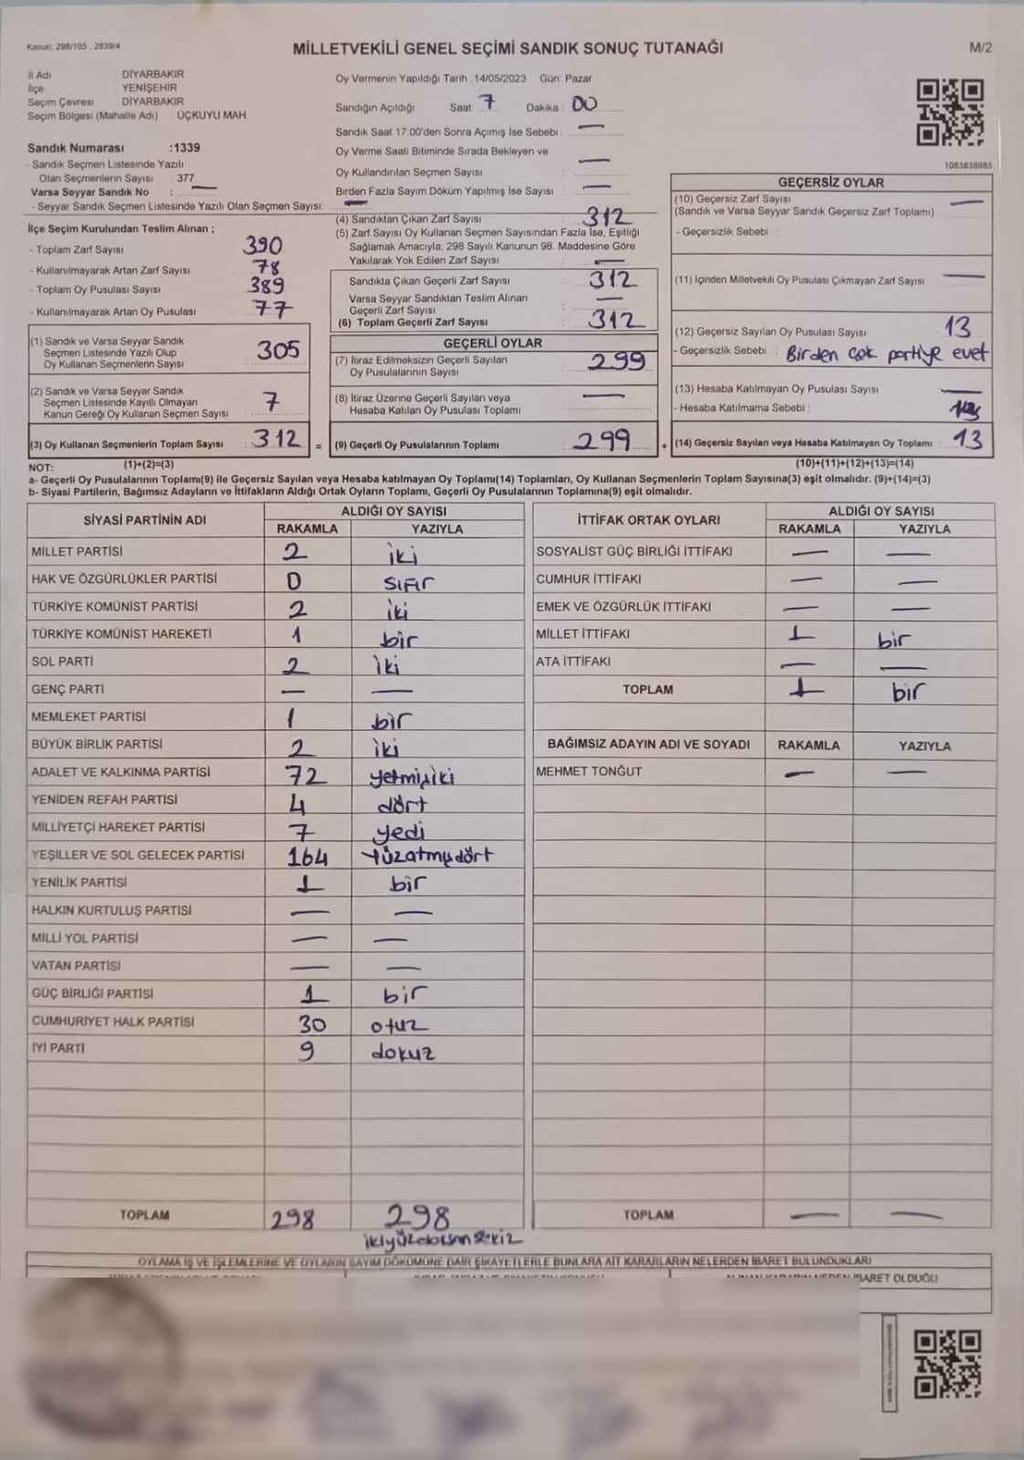 Kanun, 298/105 , 2839/4
MİLLETVEKİLİ GENEL SEÇİMİ SANDIK SONUÇ TUTANAĞI
M/2
İl Adı DİYARBAKIR
İlçe YENİŞEHİR
Seçim Çevresi DİYARBAKIR
Seçim Bölgesi (Mahalle Adı) ÜÇKUYU MAH
Sandık Numarası :1339
- Sandık Seçmen Listesinde Yazılı
Olan Seçmenlerin Sayısı 377
Varsa Seyyar Sandık No : —
- Seyyar Sandık Seçmen Listesinde Yazılı Olan Seçmen Sayısı: —
İlçe Seçim Kurulundan Teslim Alınan ;
- Toplam Zarf Sayısı 390
- Kullanılmayarak Artan Zarf Sayısı 78
- Toplam Oy Pusulası Sayısı 389
- Kullanılmayarak Artan Oy Pusulası 77
(1) Sandık ve Varsa Seyyar Sandık
Seçmen Listesinde Yazılı Olup
Oy Kullanan Seçmenlerin Sayısı 305
(2) Sandık ve Varsa Seyyar Sandık
Seçmen Listesinde Kayıtlı Olmayan
Kanun Gereği Oy Kullanan Seçmen Sayısı 7
(3) Oy Kullanan Seçmenlerin Toplam Sayısı 312 =
(1)+(2)=(3)
Oy Vermenin Yapıldığı Tarih :14/05/2023 Gün: Pazar
Sandığın Açıldığı Saat: 7 Dakika: 00
Sandık Saat 17:00'den Sonra Açımış İse Sebebi: —
Oy Verme Saati Bitiminde Sırada Bekleyen ve
Oy Kullandırılan Seçmen Sayısı —
Birden Fazla Sayım Döküm Yapılmış İse Sayısı —
(4) Sandıktan Çıkan Zarf Sayısı 312
(5) Zarf Sayısı Oy Kullanan Seçmen Sayısından Fazla İse, Eşitliği
Sağlamak Amacıyla; 298 Sayılı Kanunun 98. Maddesine Göre
Yakılarak Yok Edilen Zarf Sayısı —
Sandıkla Çıkan Geçerli Zarf Sayısı : 312
Varsa Seyyar Sandıktan Teslim Alınan
Geçerli Zarf Sayısı : —
(6) Toplam Geçerli Zarf Sayısı : 312
GEÇERLİ OYLAR
(7) İtiraz Edilmeksizin Geçerli Sayılan
Oy Pusulalarının Sayısı : 299
(8) İtiraz Üzerine Geçerli Sayılan veya
Hesaba Katılan Oy Pusulası Toplamı : —
(9) Geçerli Oy Pusulalarının Toplamı : 299 +
1083838985
GEÇERSİZ OYLAR
(10) Geçersiz Zarf Sayısı —
(Sandık ve Varsa Seyyar Sandık Geçersiz Zarf Toplamı)
- Geçersizlik Sebebi :
(11) İçinden Milletvekili Oy Pusulası Çıkmayan Zarf Sayısı —
(12) Geçersiz Sayılan Oy Pusulası Sayısı 13
- Geçersizlik Sebebi : Birden çok partiye evet
(13) Hesaba Katılmayan Oy Pusulası Sayısı —
- Hesaba Katılmama Sebebi :
(14) Geçersiz Sayılan veya Hesaba Katılmayan Oy Toplamı : 13
(10)+(11)+(12)+(13)=(14)
NOT:
a- Geçerli Oy Pusulalarının Toplamı(9) ile Geçersiz Sayılan veya Hesaba katılmayan Oy Toplamı(14) Toplamları, Oy Kullanan Seçmenlerin Toplam Sayısına(3) eşit olmalıdır. (9)+(14)=(3)
b- Siyasi Partilerin, Bağımsız Adayların ve İttifakların Aldığı Ortak Oyların Toplamı, Geçerli Oy Pusulalarının Toplamına(9) eşit olmalıdır.
SİYASİ PARTİNİN ADI ALDIĞI OY SAYISI
RAKAMLA YAZIYLA
MİLLET PARTİSİ 2 iki
HAK VE ÖZGÜRLÜKLER PARTİSİ 0 sıfır
TÜRKİYE KOMÜNİST PARTİSİ 2 iki
TÜRKİYE KOMÜNİST HAREKETİ 1 bir
SOL PARTİ 2 iki
GENÇ PARTİ — —
MEMLEKET PARTİSİ 1 bir
BÜYÜK BİRLİK PARTİSİ 2 iki
ADALET VE KALKINMA PARTİSİ 72 yetmişiki
YENİDEN REFAH PARTİSİ 4 dört
MİLLİYETÇİ HAREKET PARTİSİ 7 yedi
YEŞİLLER VE SOL GELECEK PARTİSİ 164 Yüzatmışdört
YENİLİK PARTİSİ 1 bir
HALKIN KURTULUŞ PARTİSİ — —
MİLLİ YOL PARTİSİ — —
VATAN PARTİSİ — —
GÜÇ BİRLİĞİ PARTİSİ 1 bir
CUMHURİYET HALK PARTİSİ 30 otuz
İYİ PARTİ 9 dokuz
TOPLAM 298 298
ikiyüzdoksansekiz
İTTİFAK ORTAK OYLARI ALDIĞI OY SAYISI
RAKAMLA YAZIYLA
SOSYALİST GÜÇ BİRLİĞİ İTTİFAKI — —
CUMHUR İTTİFAKI — —
EMEK VE ÖZGÜRLÜK İTTİFAKI — —
MİLLET İTTİFAKI 1 bir
ATA İTTİFAKI — —
TOPLAM 1 bir
BAĞIMSIZ ADAYIN ADI VE SOYADI RAKAMLA YAZIYLA
MEHMET TONĞUT — —
TOPLAM — —
OYLAMA İŞ VE İŞLEMLERİNE VE OYLARIN SAYIM DÖKÜMÜNE DAİR ŞİKAYETLERLE BUNLARA AİT KARARLARIN NELERDEN İBARET BULUNDUKLARI
İBARET OLDUĞU